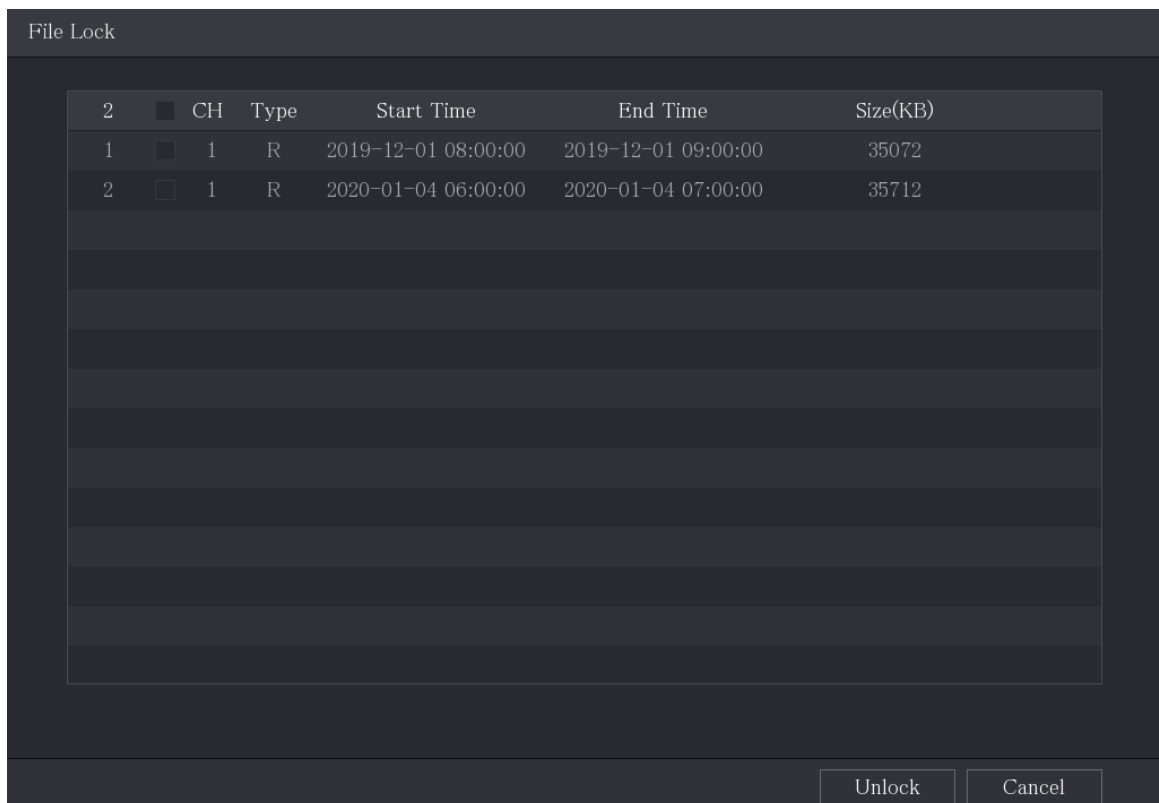 File Lock
2 CH Type Start Time End Time Size(KB)
1 1 R 2019-12-01 08:00:00 2019-12-01 09:00:00 35072
2 1 R 2020-01-04 06:00:00 2020-01-04 07:00:00 35712
Unlock Cancel